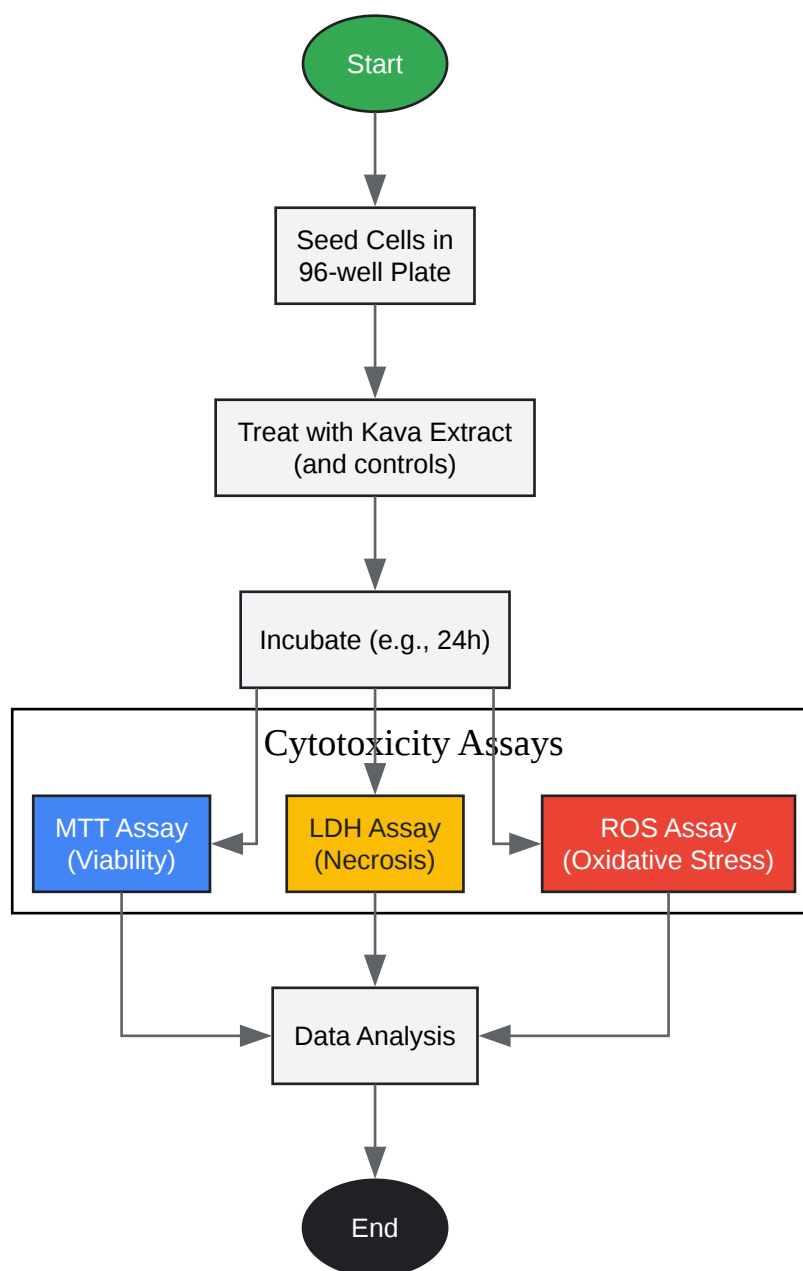 Start
Seed Cells in
96-well Plate
Treat with Kava Extract
(and controls)
Incubate (e.g., 24h)
Cytotoxicity Assays
MTT Assay
(Viability)
LDH Assay
(Necrosis)
ROS Assay
(Oxidative Stress)
Data Analysis
End